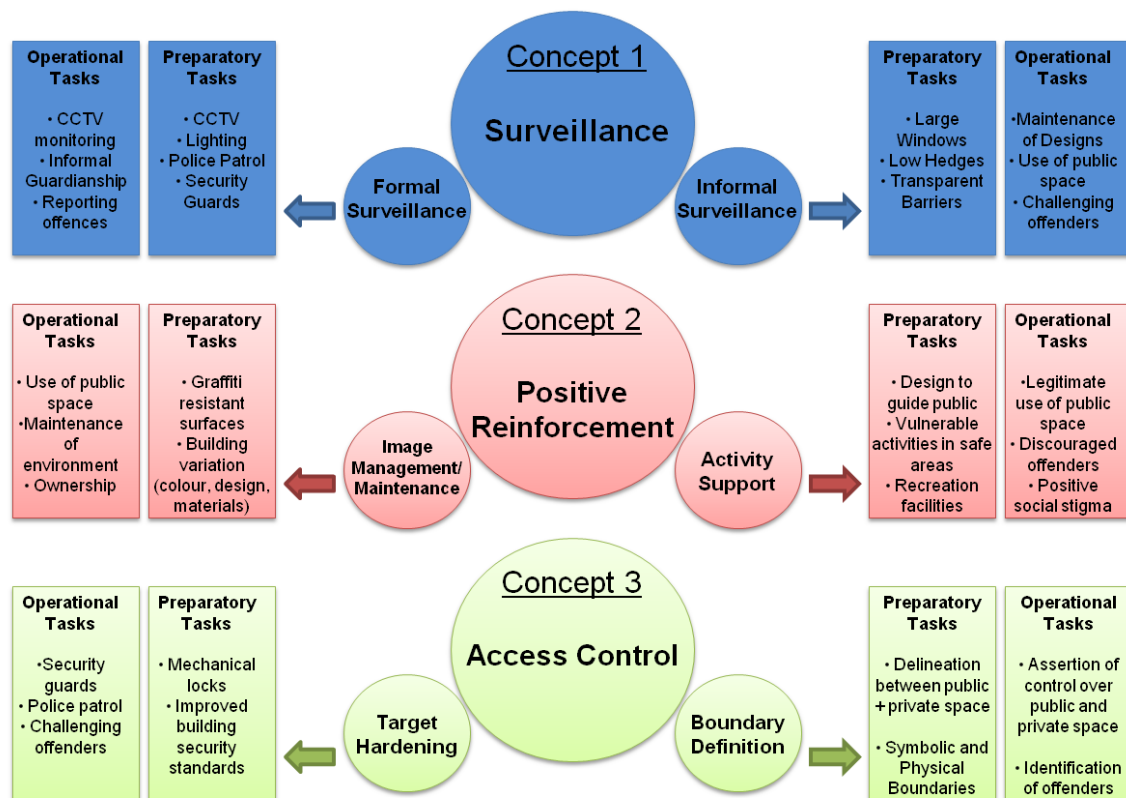 Concept 1
Surveillance
Formal
Surveillance
Informal
Surveillance
Operational
Tasks
• CCTV
monitoring
• Informal
Guardianship
• Reporting
offences
Preparatory
Tasks
• CCTV
• Lighting
• Police Patrol
• Security
Guards
Preparatory
Tasks
• Large
Windows
• Low Hedges
• Transparent
Barriers
Operational
Tasks
•Maintenance
of Designs
• Use of public
space
• Challenging
offenders
Concept 2
Positive
Reinforcement
Image
Management/
Maintenance
Activity
Support
Operational
Tasks
• Use of public
space
•Maintenance
of
environment
• Ownership
Preparatory
Tasks
• Graffiti
resistant
surfaces
• Building
variation
(colour, design,
materials)
Preparatory
Tasks
• Design to
guide public
• Vulnerable
activities in safe
areas
• Recreation
facilities
Operational
Tasks
•Legitimate
use of public
space
• Discouraged
offenders
• Positive
social stigma
Concept 3
Access Control
Target
Hardening
Boundary
Definition
Operational
Tasks
•Security
guards
• Police patrol
• Challenging
offenders
Preparatory
Tasks
• Mechanical
locks
• Improved
building
security
standards
Preparatory
Tasks
• Delineation
between public
+ private space
• Symbolic and
Physical
Boundaries
Operational
Tasks
• Assertion of
control over
public and
private space
• Identification
of offenders